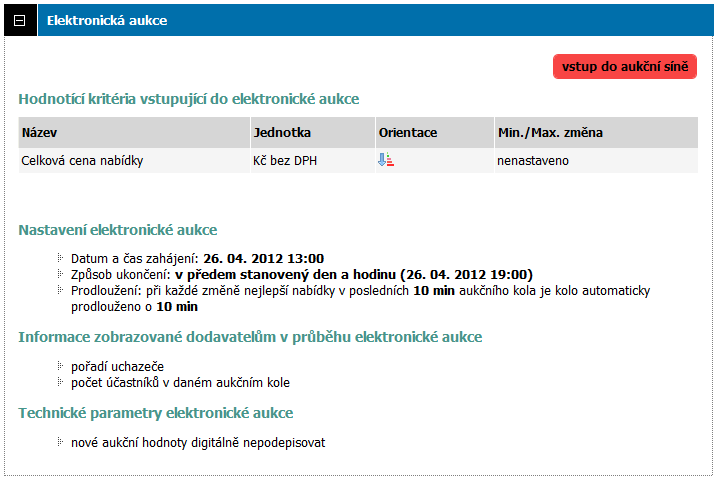 Elektronická aukce
vstup do aukční síně
Hodnotící kritéria vstupující do elektronické aukce
Název Jednotka Orientace Min./Max. změna
Celková cena nabídky Kč bez DPH nenastaveno
Nastavení elektronické aukce
Datum a čas zahájení: 26. 04. 2012 13:00
Způsob ukončení: v předem stanovený den a hodinu (26. 04. 2012 19:00)
Prodloužení: při každé změně nejlepší nabídky v posledních 10 min aukčního kola je kolo automaticky
prodlouženo o 10 min
Informace zobrazované dodavatelům v průběhu elektronické aukce
pořadí uchazeče
počet účastníků v daném aukčním kole
Technické parametry elektronické aukce
nové aukční hodnoty digitálně nepodepisovat